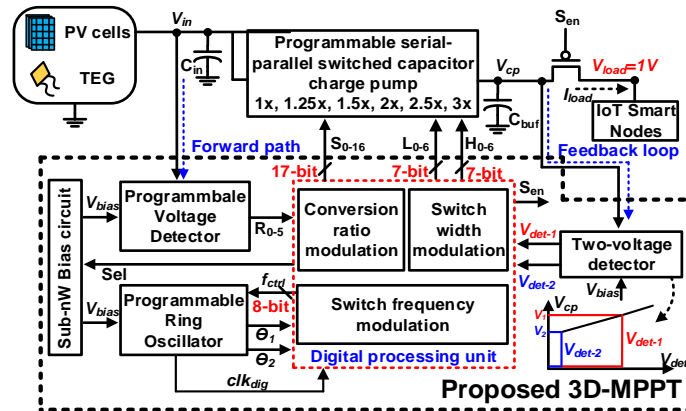 PV cells
TEG
V_in
C_in
Programmable serial-
parallel switched capacitor
charge pump
1x, 1.25x, 1.5x, 2x, 2.5x, 3x
V_cp
C_buf
S_en
V_load=1V
I_load
IoT Smart
Nodes
Forward path
Feedback loop
S_0-16
L_0-6
H_0-6
17-bit
7-bit
7-bit
S_en
Sub-nW Bias circuit
V_bias
Programmbale
Voltage
Detector
R_0-5
Conversion
ratio
modulation
Switch
width
modulation
V_det-1
V_det-2
Two-voltage
detector
V_bias
Sel
V_bias
Programmable
Ring
Oscillator
f_ctrl
8-bit
Θ_1
Θ_2
Switch frequency
modulation
Digital processing unit
clk_dig
V_cp
V_1
V_2
V_det-1
V_det-2
V_det
Proposed 3D-MPPT